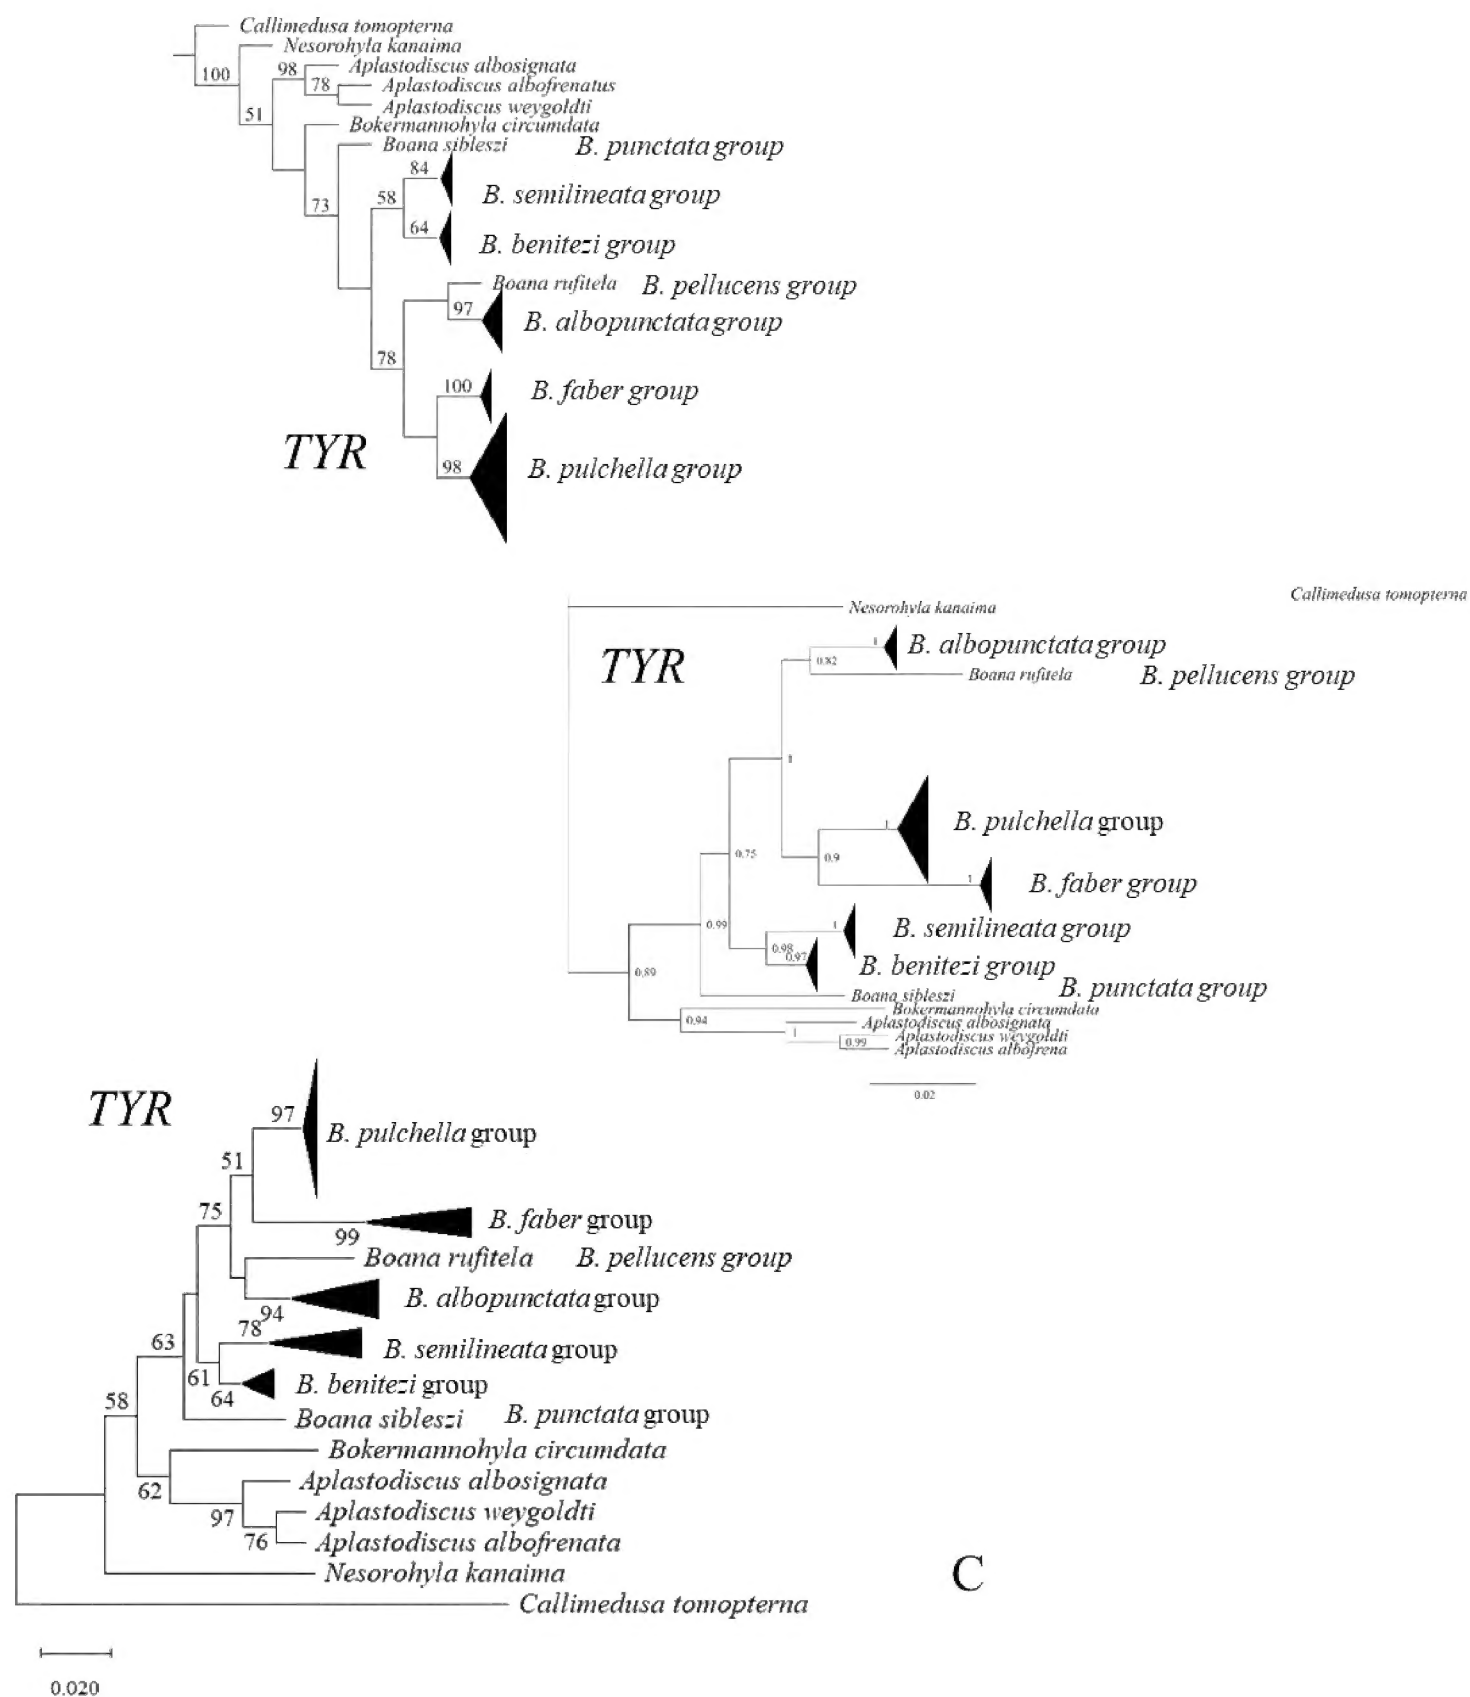 Callimedusa tomopterna
Nesorohyla kanaima
100
98
Aplastodiscus albosignata
78
Aplastodiscus albofrenatus
Aplastodiscus weygoldti
51
Bokermannohyla circumdata
Boana sibleszi B. punctata group
84
B. semilineata group
73
58
64
B. benitezi group
Boana rufitela B. pellucens group
97
B. albopunctata group
78
100
B. faber group
TYR
98
B. pulchella group
Callimedusa tomopterna
Nesorohyla kanaima
TYR
1
B. albopunctata group
0.82
Boana rufitela B. pellucens group
1
1
B. pulchella group
0.75
0.9
1
B. faber group
0.99
1
B. semilineata group
0.98
0.97
B. benitezi group
0.89
Boana sibleszi B. punctata group
Bokermannohyla circumdata
0.94
Aplastodiscus albosignata
1
Aplastodiscus weygoldti
0.99
Aplastodiscus albofrena
0.02
TYR
97
B. pulchella group
51
75
99
B. faber group
Boana rufitela B. pellucens group
94
B. albopunctata group
78
B. semilineata group
63
61
64
B. benitezi group
58
Boana sibleszi B. punctata group
Bokermannohyla circumdata
62
Aplastodiscus albosignata
97
Aplastodiscus weygoldti
76
Aplastodiscus albofrenata
Nesorohyla kanaima
C
Callimedusa tomopterna
0.020